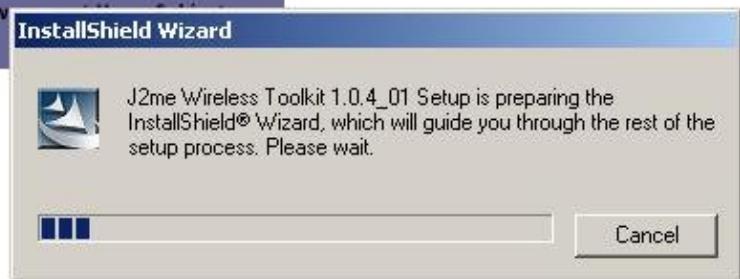 InstallShield Wizard
J2me Wireless Toolkit 1.0.4_01 Setup is preparing the
InstallShield® Wizard, which will guide you through the rest of the
setup process. Please wait.
Cancel